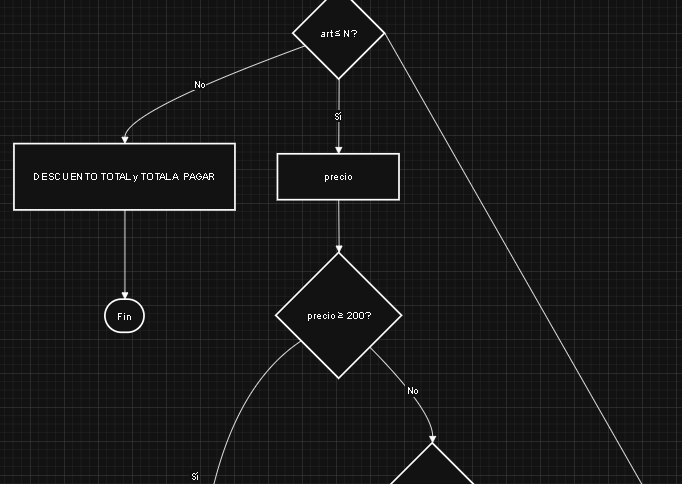 art ≤ N?
No
Sí
DESCUENTO TOTAL y TOTAL A PAGAR
precio
Fin
precio ≥ 200?
No
Sí